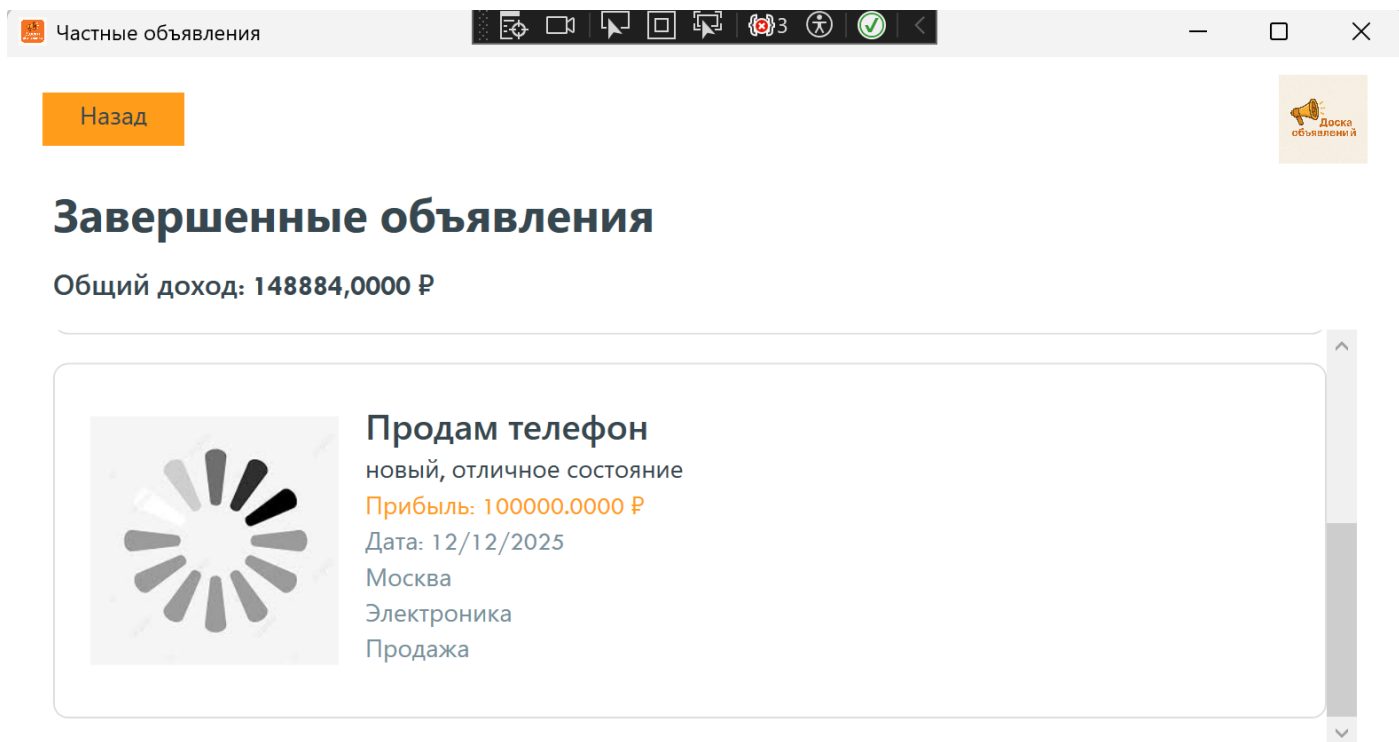 Частные объявления
3
Назад
Доска
объявлений
Завершенные объявления
Общий доход: 148884,0000 ₽
Продам телефон
новый, отличное состояние
Прибыль: 100000.0000 ₽
Дата: 12/12/2025
Москва
Электроника
Продажа